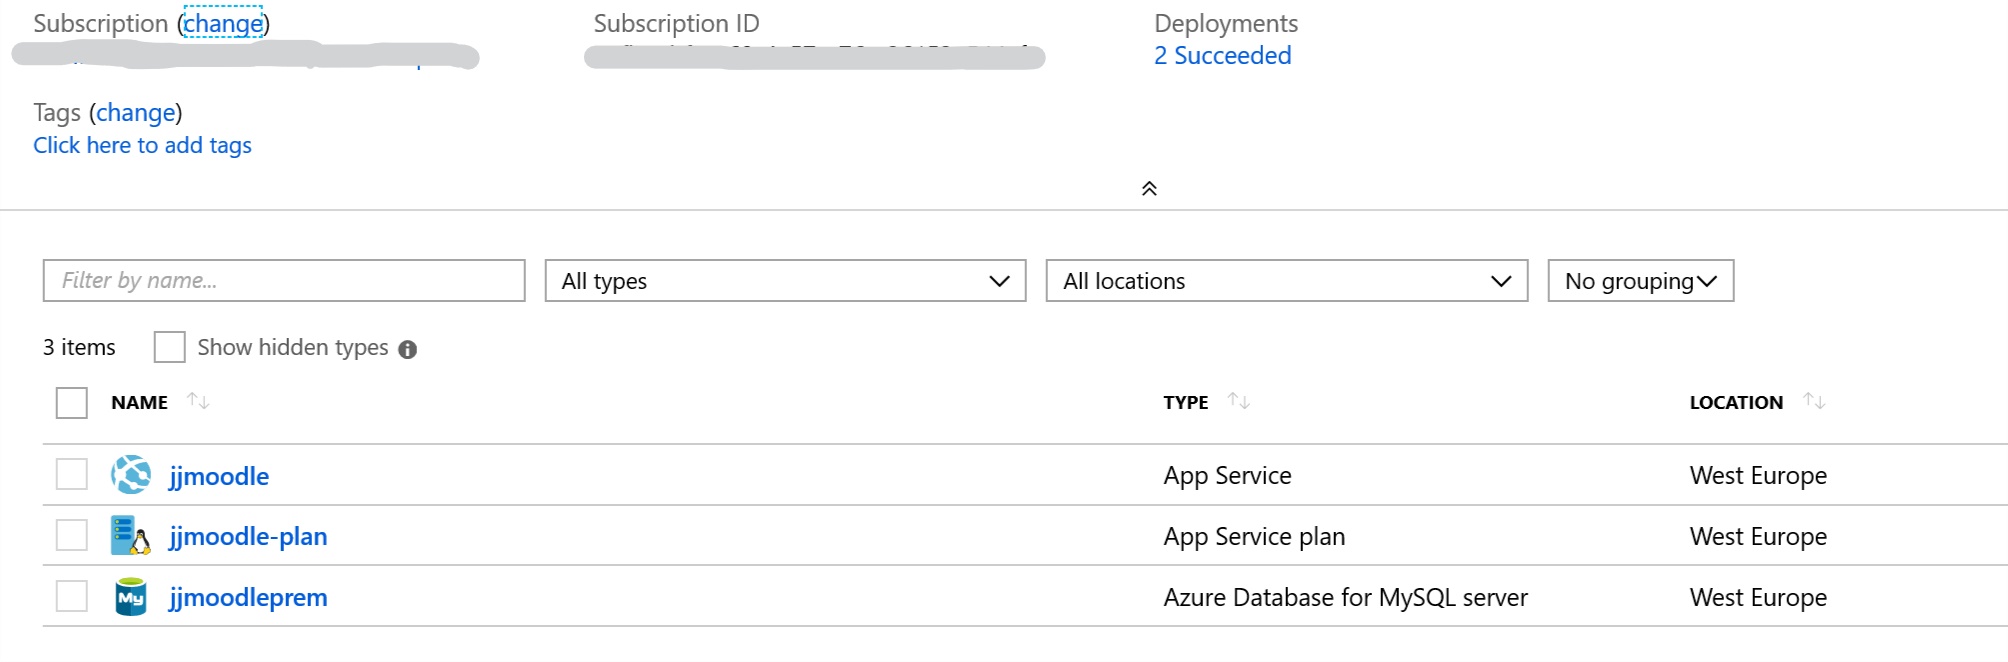 Subscription (change) Subscription ID Deployments
2 Succeeded
Tags (change)
Click here to add tags
Filter by name... All types All locations No grouping
3 items Show hidden types
NAME TYPE LOCATION
jjmoodle App Service West Europe
jjmoodle-plan App Service plan West Europe
My jjmoodleprem Azure Database for MySQL server West Europe